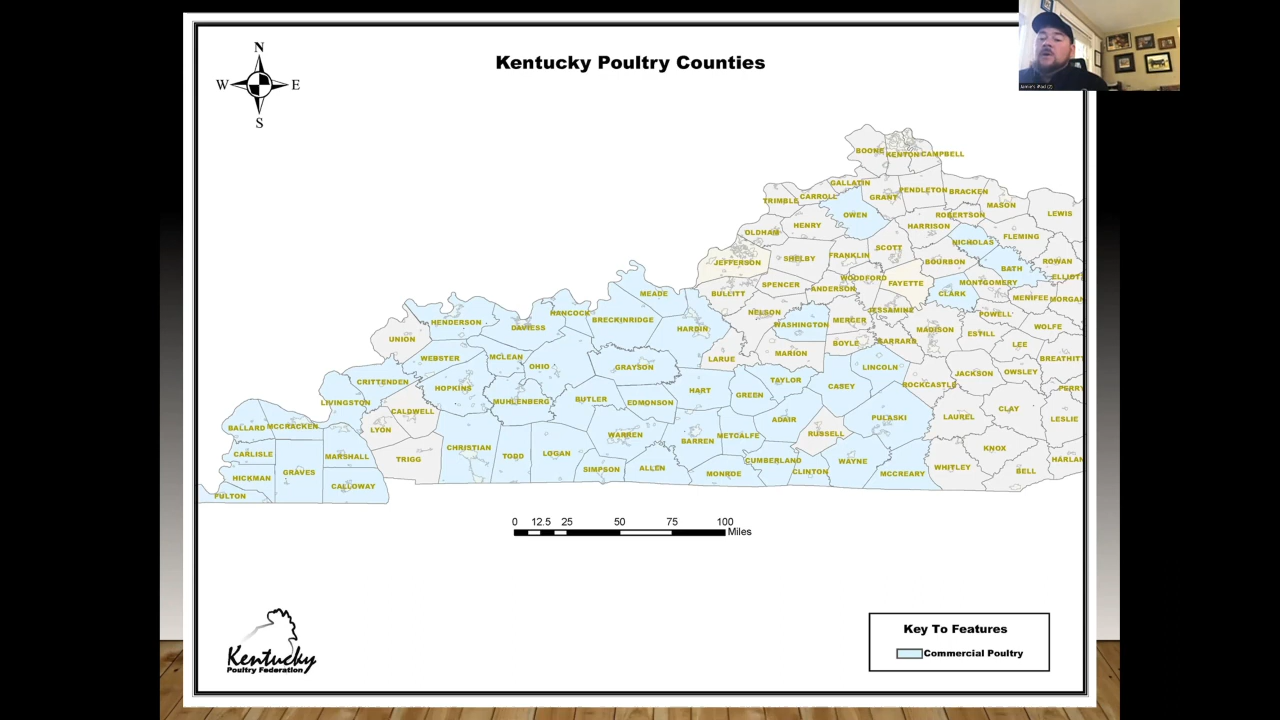 Kentucky Poultry Counties
N
W
E
S
BOONE
KENTON
CAMPBELL
GALLATIN
CARROLL
TRIMBLE
GRANT
PENDLETON
BRACKEN
MASON
LEWIS
OWEN
ROBERTSON
HENRY
HARRISON
OLDHAM
FLEMING
NICHOLAS
SCOTT
FRANKLIN
SHELBY
JEFFERSON
BOURBON
ROWAN
BATH
ELLIOT
WOODFORD
FAYETTE
MONTGOMERY
SPENCER
ANDERSON
BULLITT
CLARK
MENIFEE
MORGAN
MEADE
NELSON
JESSAMINE
POWELL
HANCOCK
BRECKINRIDGE
HENDERSON
DAVIESS
HARDIN
WASHINGTON
MERCER
MADISON
ESTILL
WOLFE
UNION
BOYLE
GARRARD
LEE
MARION
LARUE
WEBSTER
MCLEAN
OHIO
GRAYSON
LINCOLN
BREATHITT
JACKSON
OWSLEY
CRITTENDEN
HOPKINS
HART
GREEN
TAYLOR
CASEY
ROCKCASTLE
PERRY
LIVINGSTON
MUHLENBERG
BUTLER
EDMONSON
CALDWELL
CLAY
LAUREL
LESLIE
PULASKI
ADAIR
BALLARD
MCCRACKEN
LYON
WARREN
BARREN
METCALFE
RUSSELL
CARLISLE
MARSHALL
TRIGG
CHRISTIAN
TODD
LOGAN
KNOX
HARLAN
HICKMAN
GRAVES
SIMPSON
ALLEN
MONROE
CUMBERLAND
CLINTON
WAYNE
MCCREARY
WHITLEY
BELL
CALLOWAY
FULTON
0 12.5 25 50 75 100
Miles
Kentucky
Poultry Federation
Key To Features
Commercial Poultry
Jamie's iPad (2)